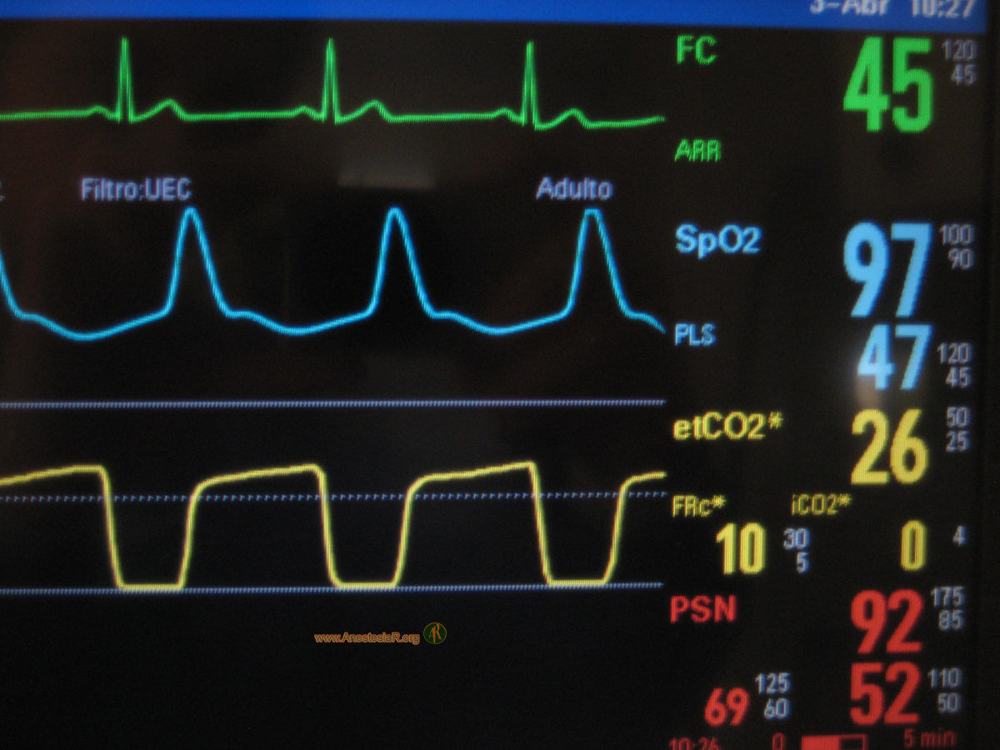 3-Abr 10:27
FC 45 120
45
ARR
Filtro:UEC Adulto
SpO2 97 100
90
PLS 47 120
45
etCO2* 26 50
25
FRc* iCO2*
10 30 0 4
5
PSN 92 175
85
www.AnestesiaR.org AR
69 125 52 110
60 50
10:26 0 5 min